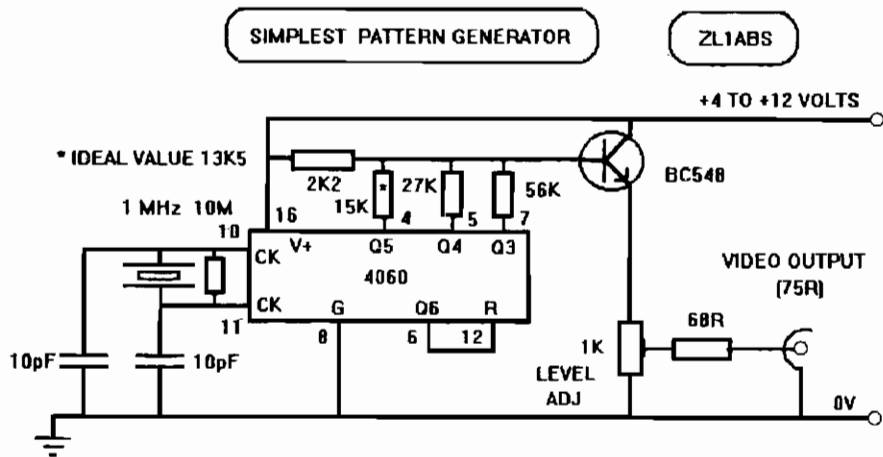 SIMPLEST PATTERN GENERATOR
ZL1ABS
+4 TO +12 VOLTS
* IDEAL VALUE 13K5
2K2
*
15K
27K
56K
BC548
1 MHz 10M
10
16
4
5
7
V+
Q5
Q4
Q3
CK
4060
CK
G
Q6
R
11
8
6
12
VIDEO OUTPUT
(75R)
68R
1K
LEVEL
ADJ
10pF
10pF
0V